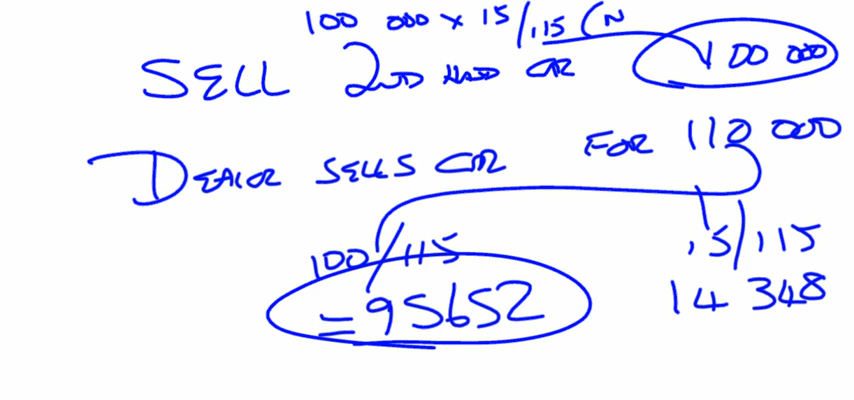 100 000 x 15/115 (N
SELL 2ND HAND CAR 100 000
DEALOR SELLS CAR FOR 110 000
100/115 15/115
=95652 14 348